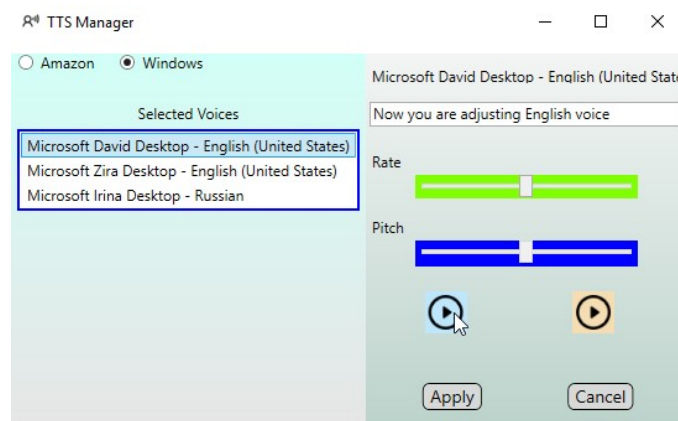 TTS Manager
Amazon Windows
Selected Voices
Microsoft David Desktop - English (United States)
Microsoft Zira Desktop - English (United States)
Microsoft Irina Desktop - Russian
Microsoft David Desktop - English (United Stat
Now you are adjusting English voice
Rate
Pitch
Apply Cancel